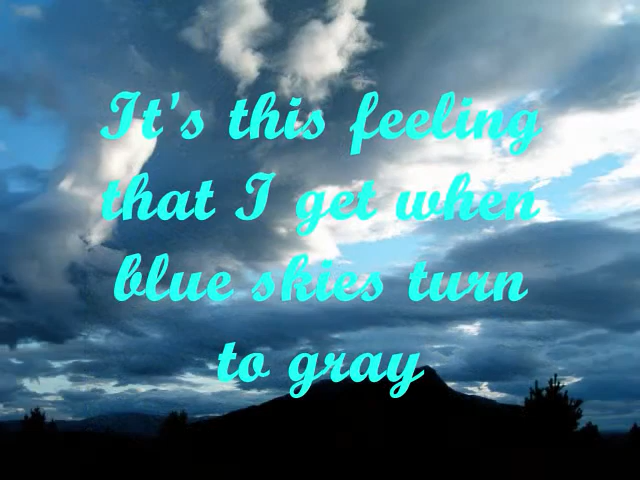 It's this feeling
that I get when
blue skies turn
to gray